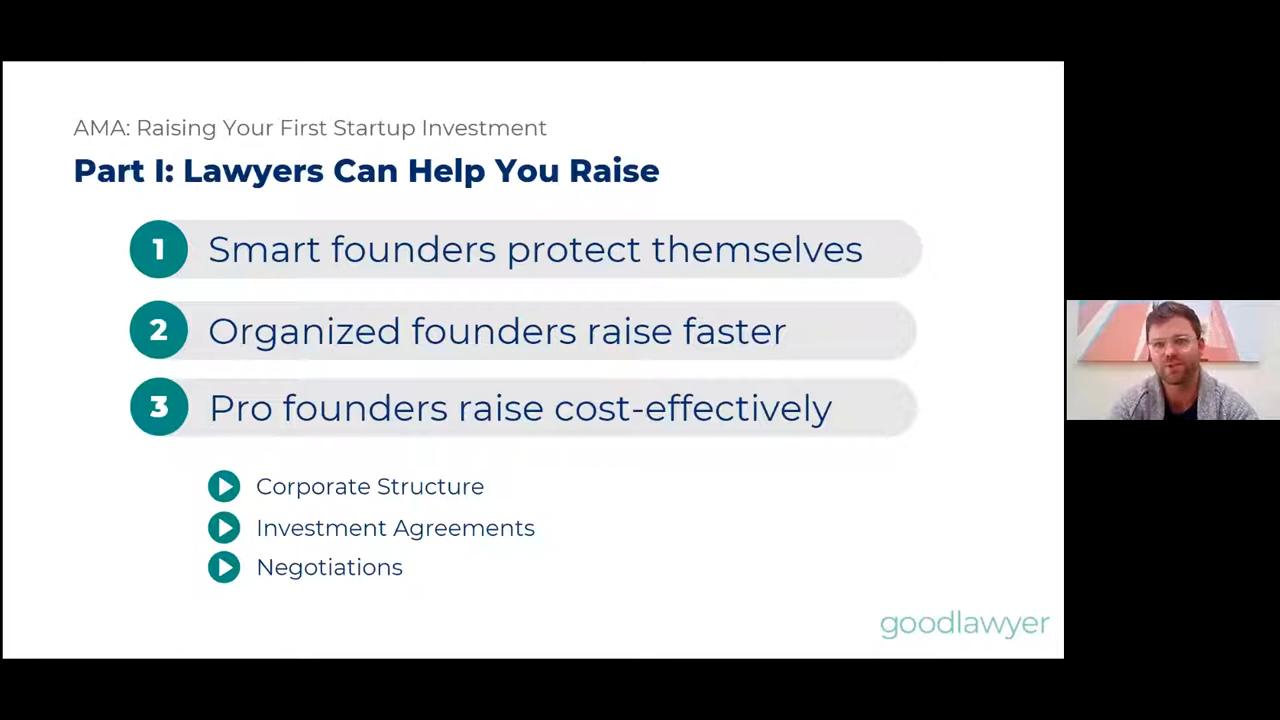 AMA: Raising Your First Startup Investment
Part I: Lawyers Can Help You Raise
1 Smart founders protect themselves
2 Organized founders raise faster
3 Pro founders raise cost-effectively
Corporate Structure
Investment Agreements
Negotiations
goodlawyer